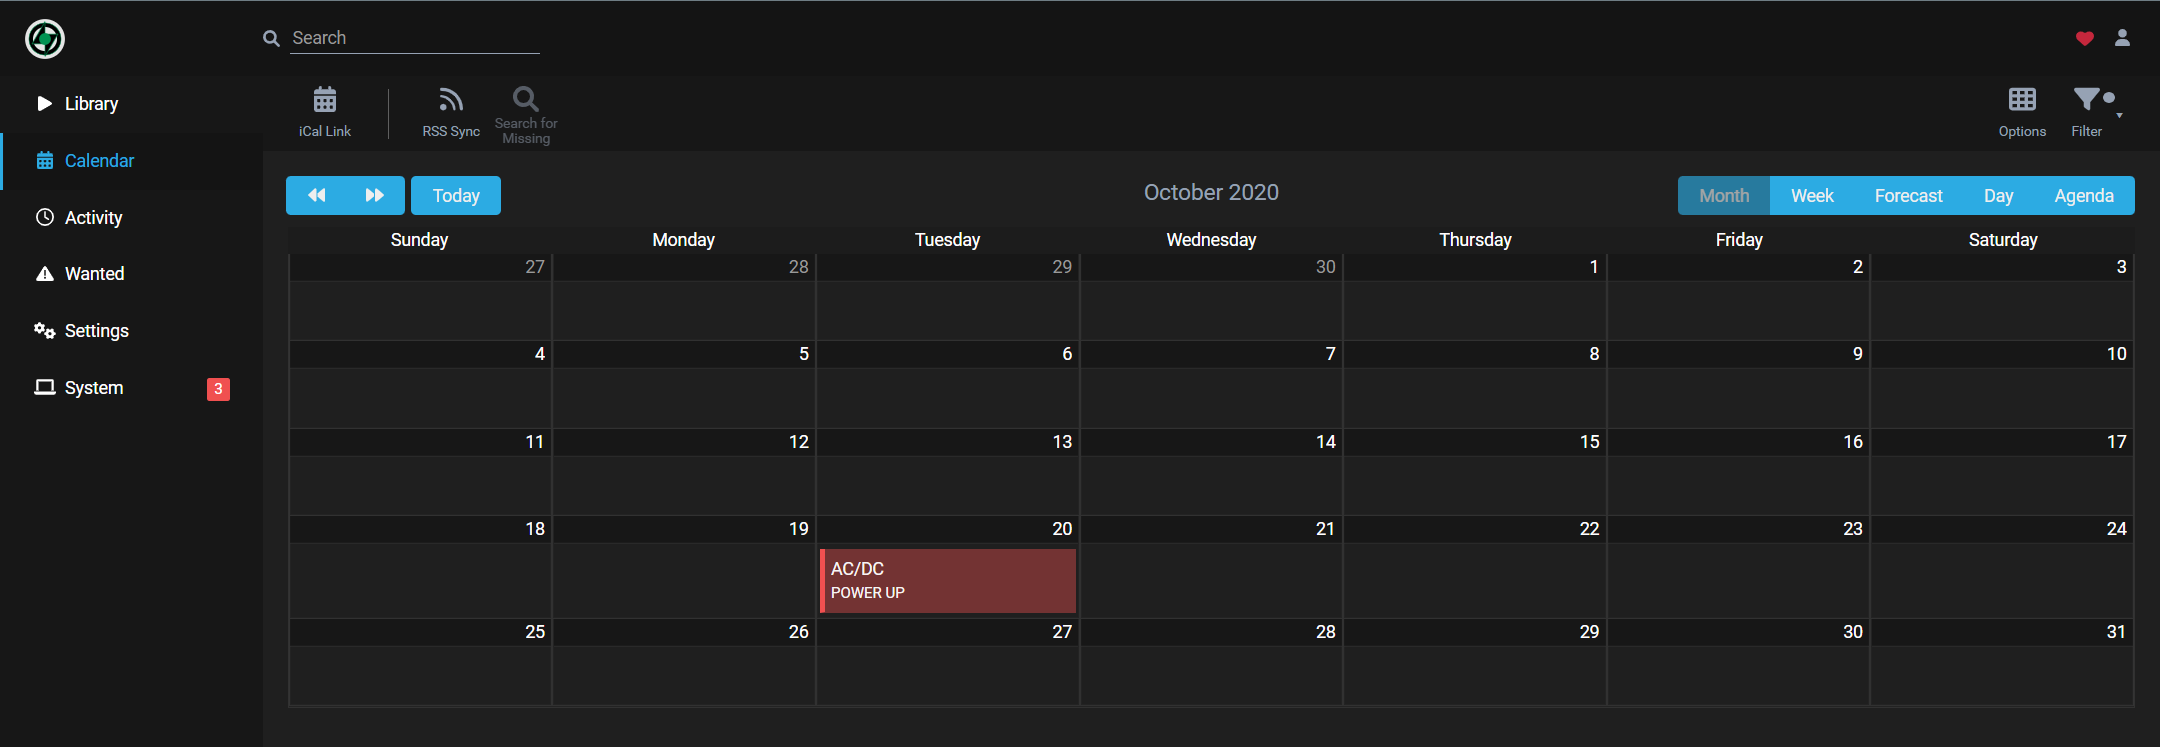 Search
Library
Calendar
Activity
Wanted
Settings
System 3
iCal Link
RSS Sync
Search for
Missing
Options
Filter
Today
October 2020
Month Week Forecast Day Agenda
Sunday Monday Tuesday Wednesday Thursday Friday Saturday
27 28 29 30 1 2 3
4 5 6 7 8 9 10
11 12 13 14 15 16 17
18 19 20 21 22 23 24
AC/DC
POWER UP
25 26 27 28 29 30 31